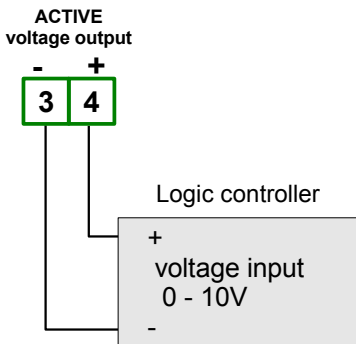 ACTIVE
voltage output
- +
3 4
Logic controller
+
voltage input
0 - 10V
-